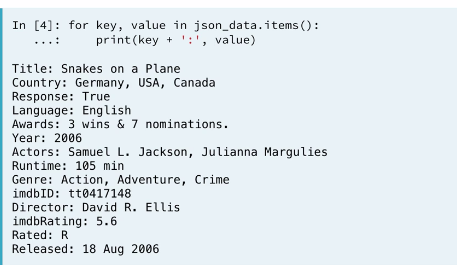 In [4]: for key, value in json_data.items():
   ...:     print(key + ':', value)
Title: Snakes on a Plane
Country: Germany, USA, Canada
Response: True
Language: English
Awards: 3 wins & 7 nominations.
Year: 2006
Actors: Samuel L. Jackson, Julianna Margulies
Runtime: 105 min
Genre: Action, Adventure, Crime
imdbID: tt0417148
Director: David R. Ellis
imdbRating: 5.6
Rated: R
Released: 18 Aug 2006